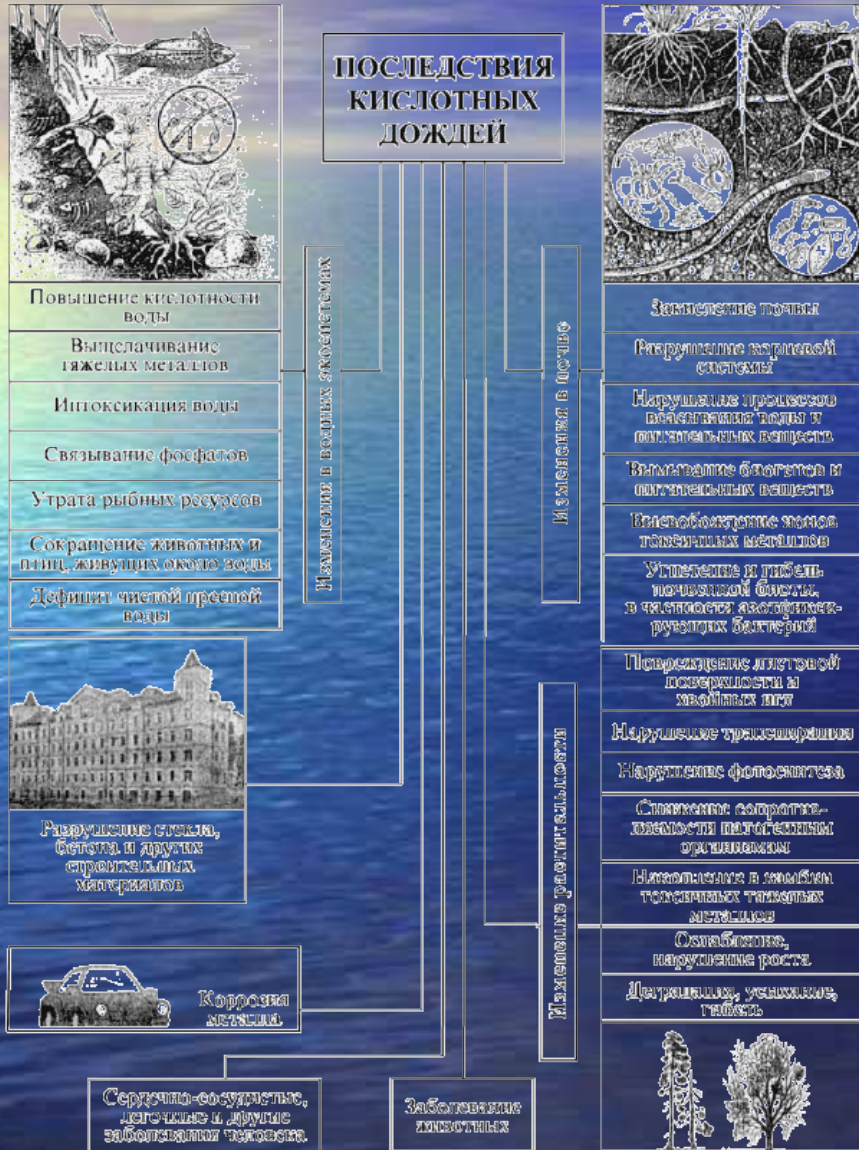 ПОСЛЕДСТВИЯ
КИСЛОТНЫХ
ДОЖДЕЙ
Изменения в водных экосистемах
Повышение кислотности
воды
Выщелачивание
тяжелых металлов
Интоксикация воды
Связывание фосфатов
Утрата рыбных ресурсов
Сокращение животных и
птиц, живущих около воды
Дефицит чистой пресной
воды
Разрушение стекла,
бетона и других
строительных
материалов
Коррозия
металла
Сердечно-сосудистые,
легочные и другие
заболевания человека
Заболевание
животных
Изменения в почве
Закисление почвы
Разрушение корневой
системы
Нарушение процессов
всасывания воды и
питательных веществ
Вымывание биогенов и
питательных веществ
Высвобождение ионов
токсичных металлов
Угнетение и гибель
почвенной биоты,
в частности азотфикси-
рующих бактерий
Изменение растительности
Повреждение листовой
поверхности и
хвойных игл
Нарушение транспирации
Нарушение фотосинтеза
Снижение сопротив-
ляемости патогенным
организмам
Накопление в камбии
токсичных тяжелых
металлов
Ослабление,
нарушение роста
Деградация, усыхание,
гибель